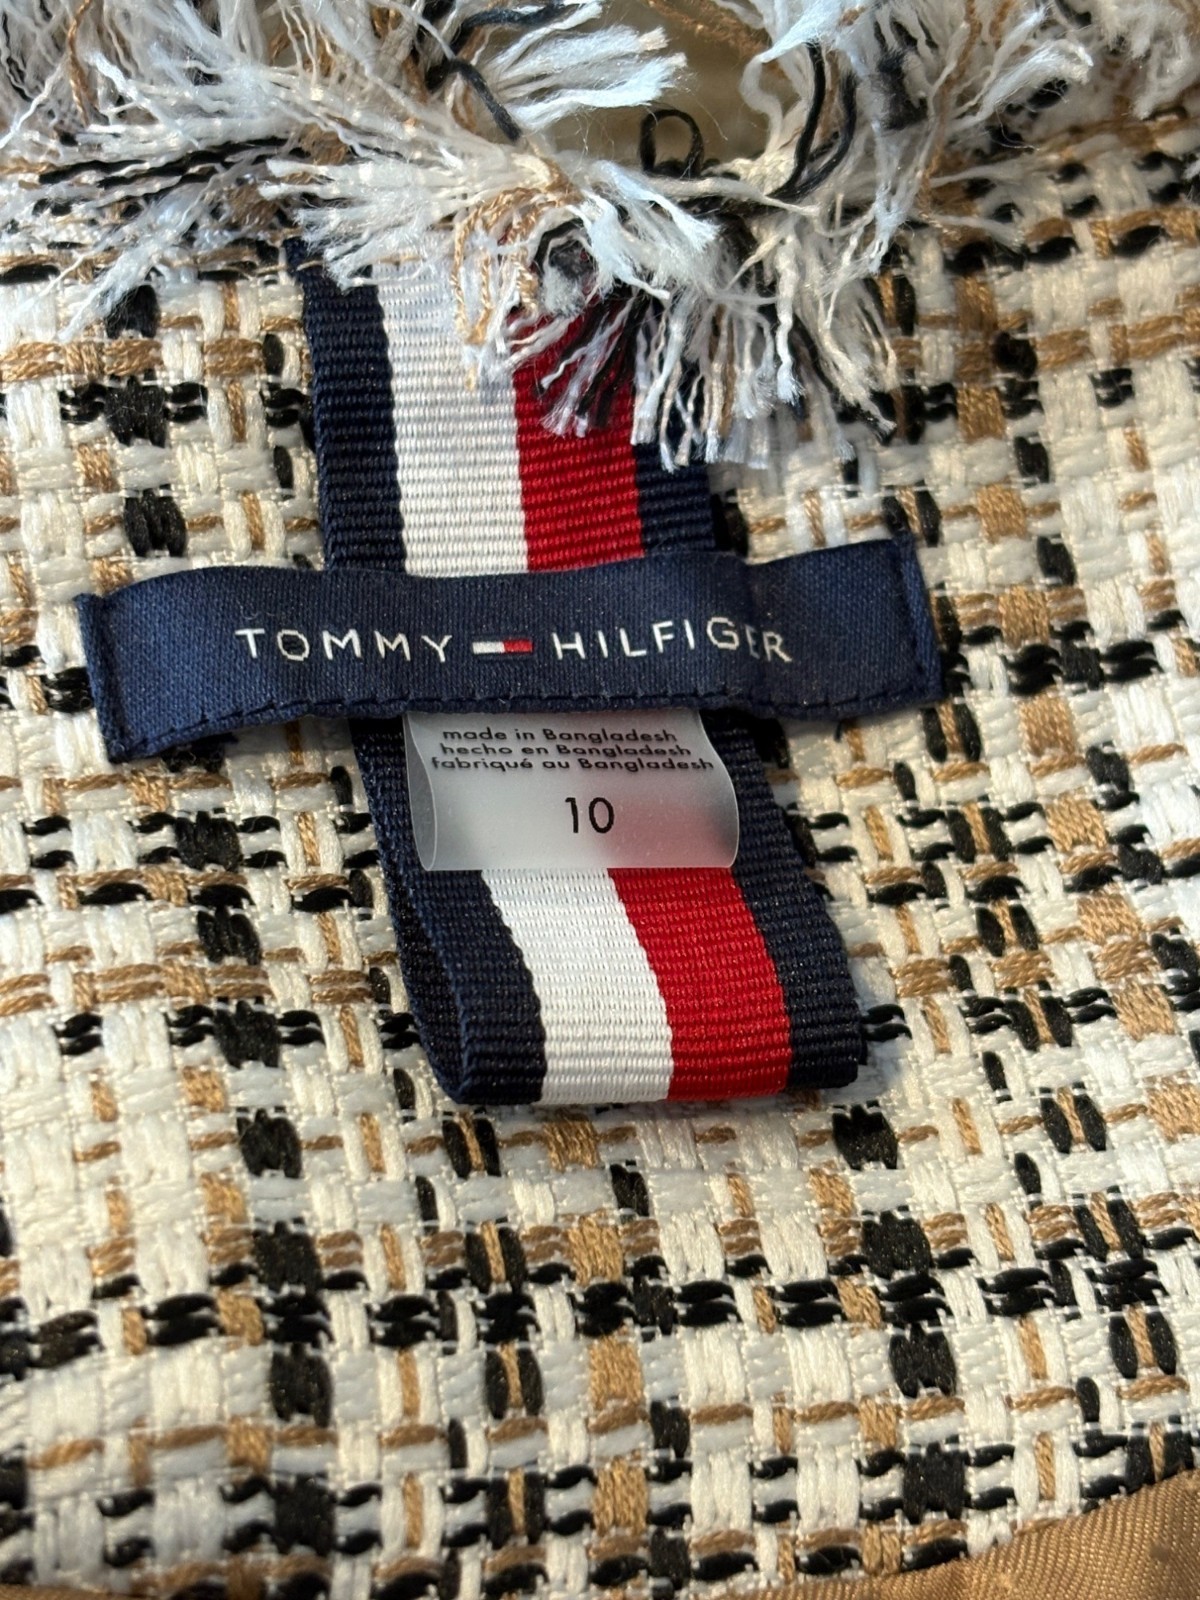 TOMMY HILFIGER
made in Bangladesh
hecho en Bangladesh
fabriqué au Bangladesh
10